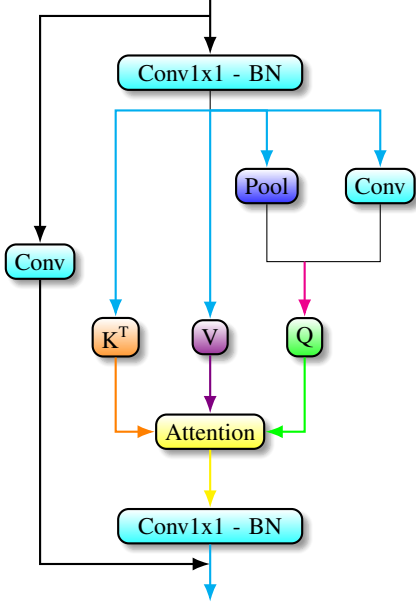 Conv1x1 - BN
Pool
Conv
Conv
K^T
V
Q
Attention
Conv1x1 - BN